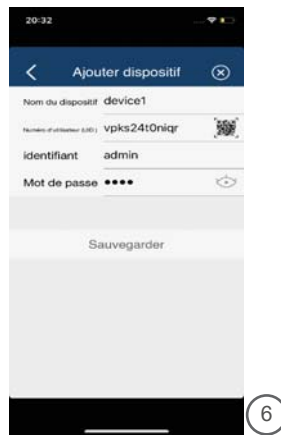 20:32
Ajouter dispositif
Nom du dispositif device1
Numéro d'utilisateur (UID) vpks24t0niqr
identifiant admin
Mot de passe ••••
Sauvegarder
6